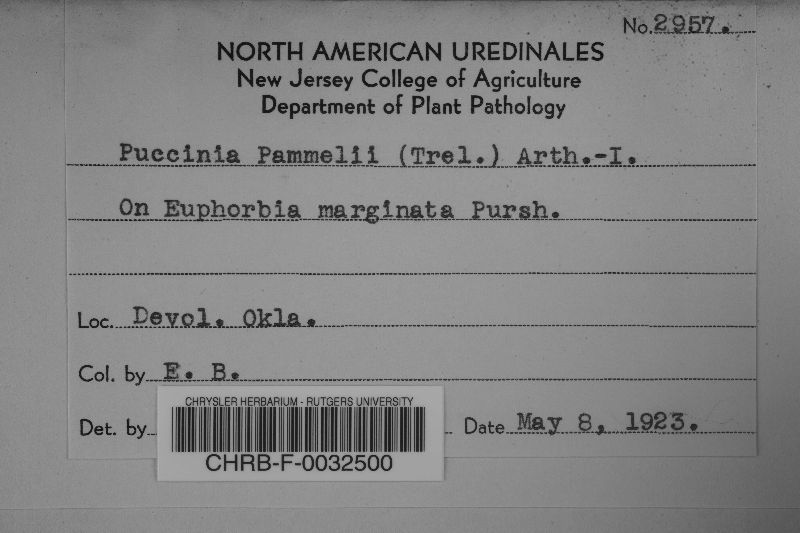 No. 2957.
NORTH AMERICAN UREDINALES
New Jersey College of Agriculture
Department of Plant Pathology
Puccinia Pammelii (Trel.) Arth.-I.
On Euphorbia marginata Pursh.
Loc. Devol. Okla.
Col. by E. B.
Det. by
Date May 8, 1923.
CHRYSLER HERBARIUM - RUTGERS UNIVERSITY
CHRB-F-0032500